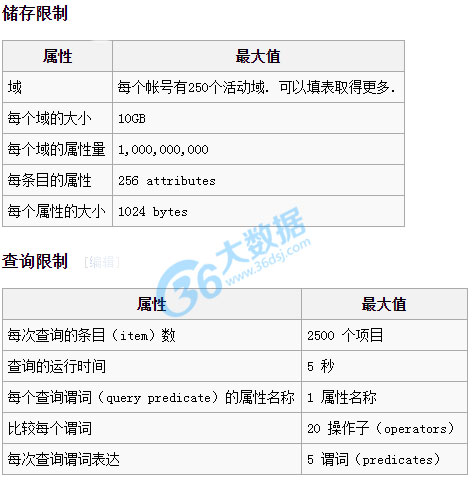 储存限制
属性 最大值
域 每个帐号有250个活动域. 可以填表取得更多.
每个域的大小 10GB
每个域的属性量 1,000,000,000
每条目的属性 256 attributes
每个属性的大小 1024 bytes
36大数据
www.36dsj.com
查询限制 [编辑]
属性 最大值
每次查询的条目（item）数 2500 个项目
查询的运行时间 5 秒
每个查询谓词（query predicate）的属性名称 1 属性名称
比较每个谓词 20 操作子（operators）
每次查询谓词表达 5 谓词（predicates）